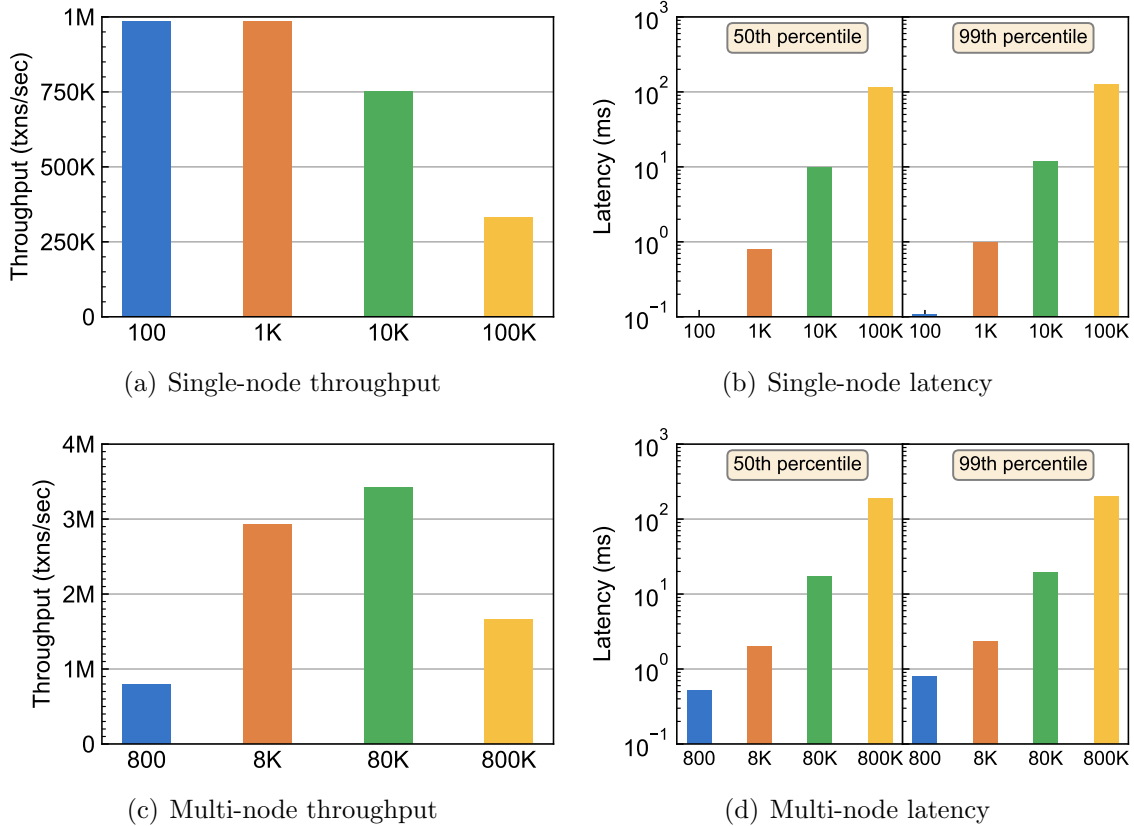 Throughput (txns/sec)
1M
750K
500K
250K
0
100 1K 10K 100K
(a) Single-node throughput
Latency (ms)
10^3
10^2
10^1
10^0
10^-1
50th percentile
99th percentile
100 1K 10K 100K 100 1K 10K 100K
(b) Single-node latency
Throughput (txns/sec)
4M
3M
2M
1M
0
800 8K 80K 800K
(c) Multi-node throughput
Latency (ms)
10^3
10^2
10^1
10^0
10^-1
50th percentile
99th percentile
800 8K 80K 800K 800 8K 80K 800K
(d) Multi-node latency